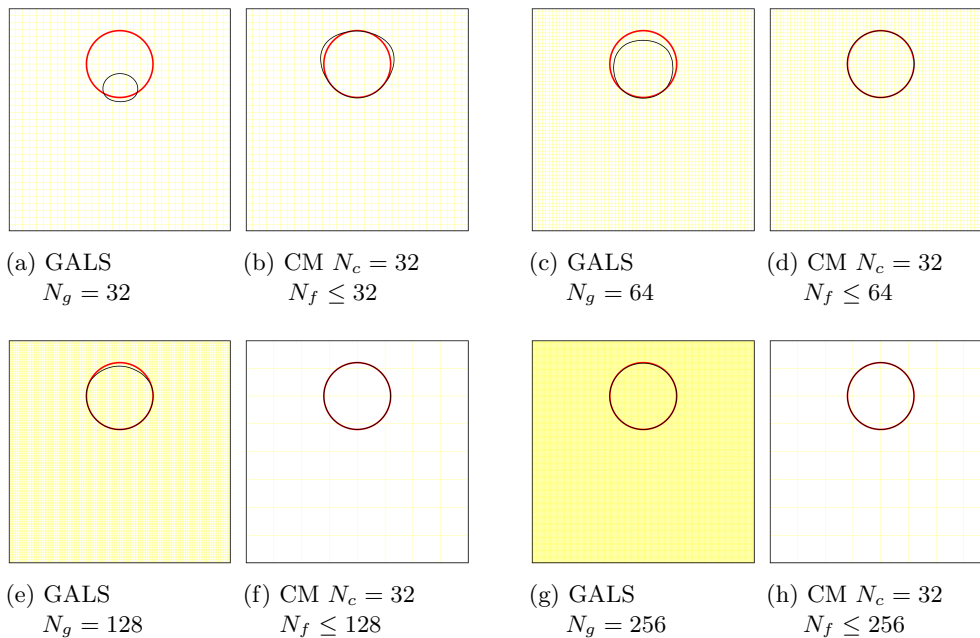 (a) GALS
N_g = 32
(b) CM N_c = 32
N_f ≤ 32
(c) GALS
N_g = 64
(d) CM N_c = 32
N_f ≤ 64
(e) GALS
N_g = 128
(f) CM N_c = 32
N_f ≤ 128
(g) GALS
N_g = 256
(h) CM N_c = 32
N_f ≤ 256